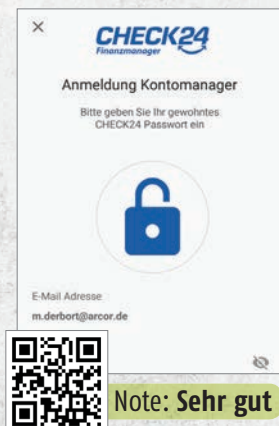 ×
CHECK24
Finanzmanager
Anmeldung Kontomanager
Bitte geben Sie Ihr gewohntes
CHECK24 Passwort ein
E-Mail Adresse
m.derbort@arcor.de
Note: Sehr gut